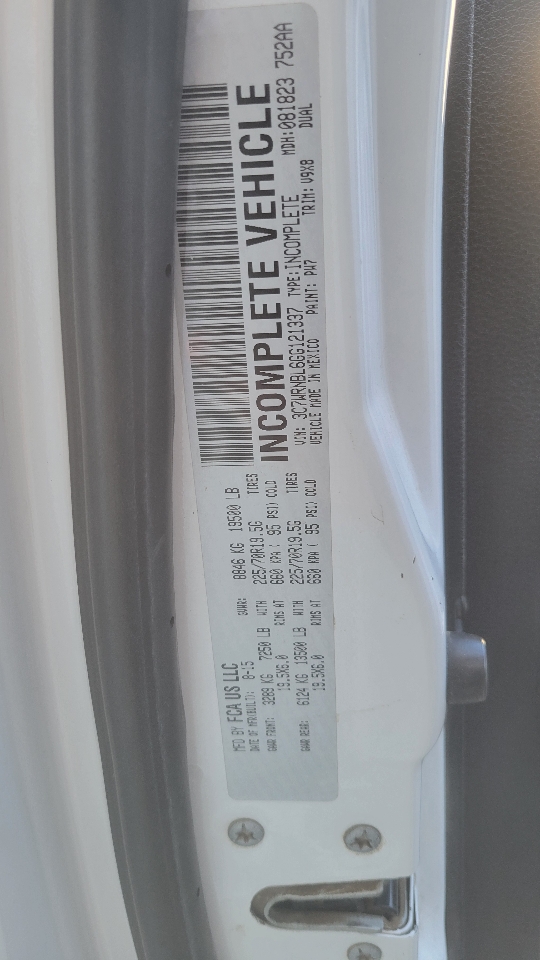 MFD BY FCA US LLC
DATE OF MFR(BUILT): 8-15 GVWR: 8846 KG 19500 LB
GAWR FRONT: 3289 KG 7250 LB WITH 225/70R19.5G TIRES
19.5X6.0 RIMS AT 660 KPA ( 95 PSI) COLD
GAWR REAR: 6124 KG 13500 LB WITH 225/70R19.5G TIRES
19.5X6.0 RIMS AT 660 KPA ( 95 PSI) COLD
INCOMPLETE VEHICLE
VIN: 3C7WRNBL6GG121337 TYPE:INCOMPLETE MDH:081823 752AA
VEHICLE MADE IN MEXICO PAINT: PW7 TRIM: V9X8 DUAL